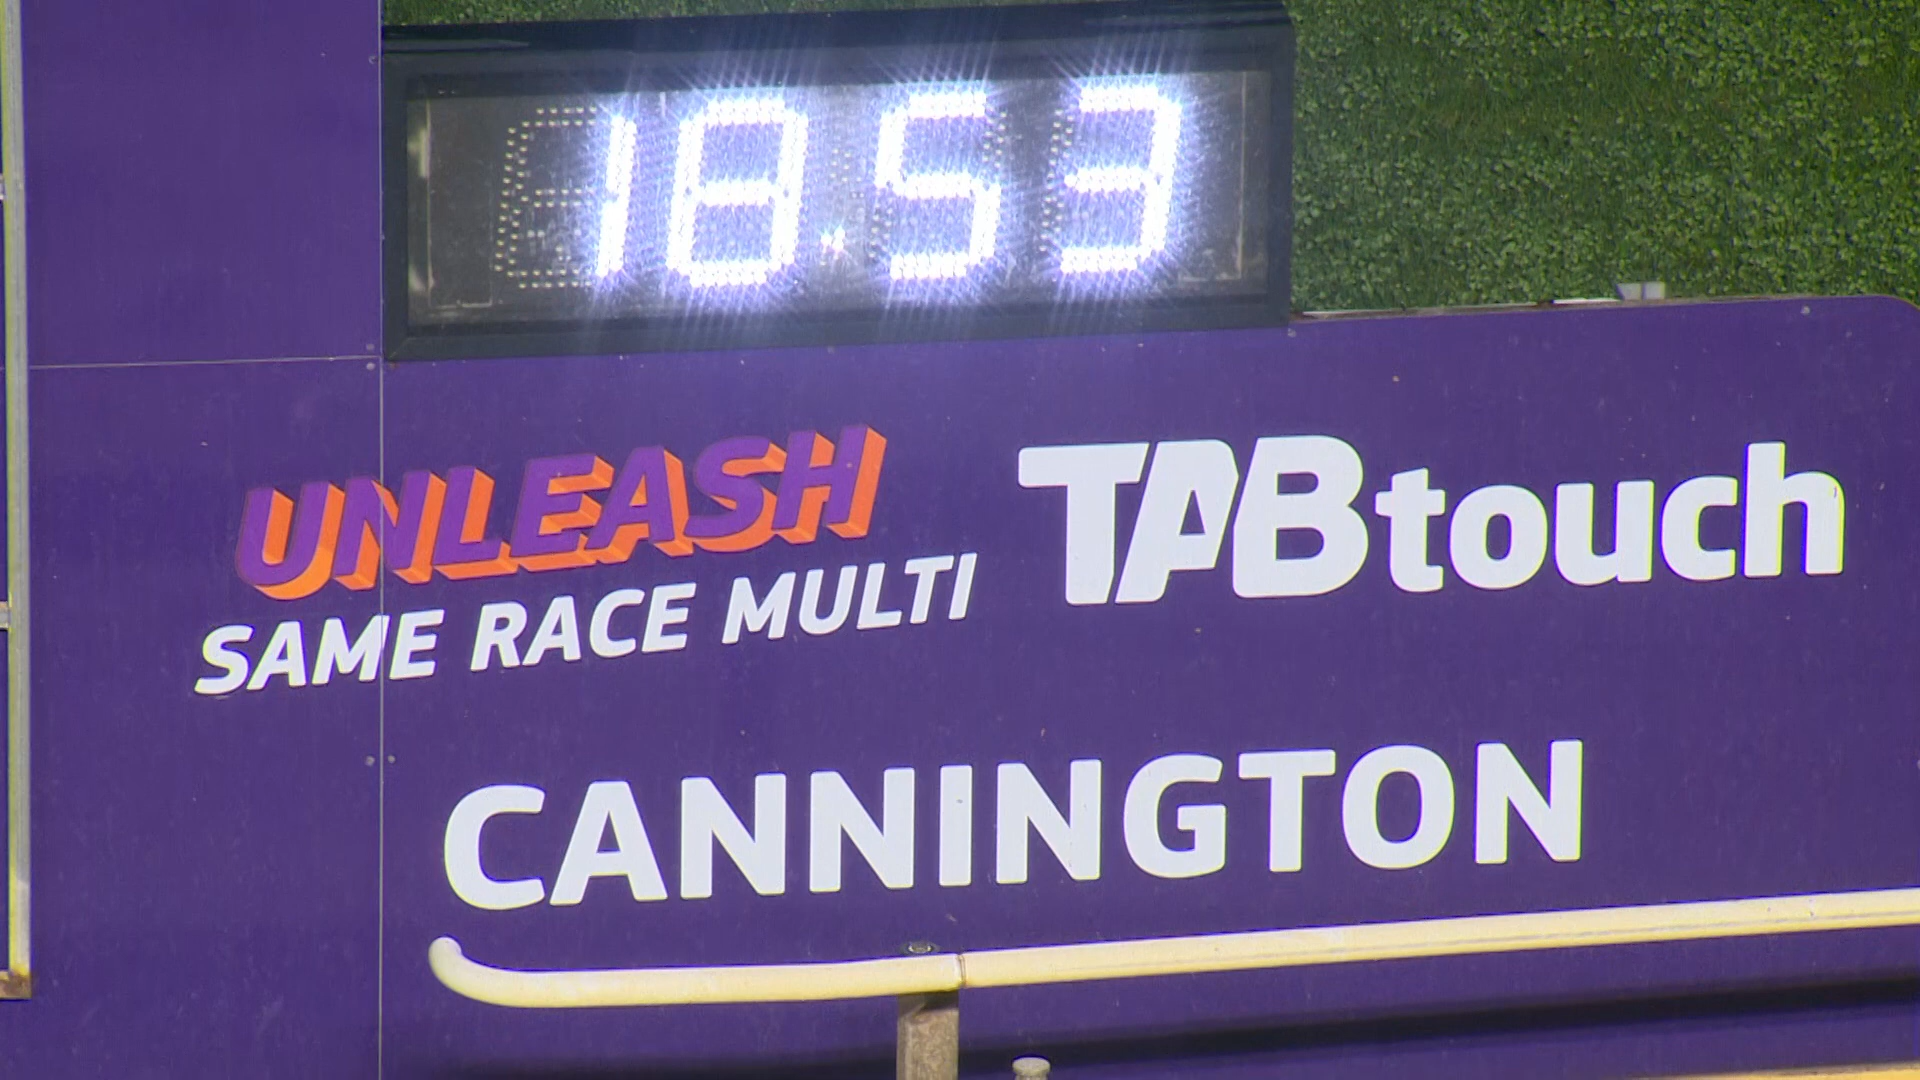 18.53
UNLEASH
SAME RACE MULTI
TABtouch
CANNINGTON